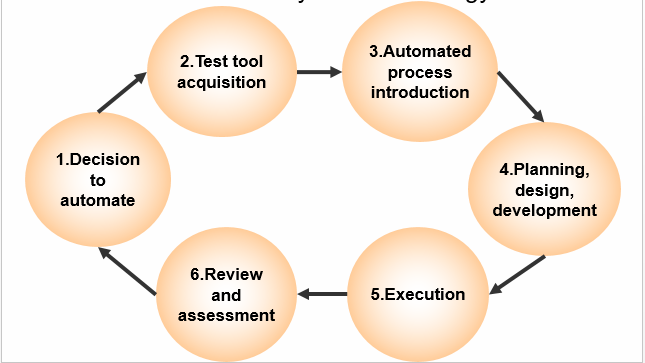 1.Decision
to
automate
2.Test tool
acquisition
3.Automated
process
introduction
4.Planning,
design,
development
5.Execution
6.Review
and
assessment